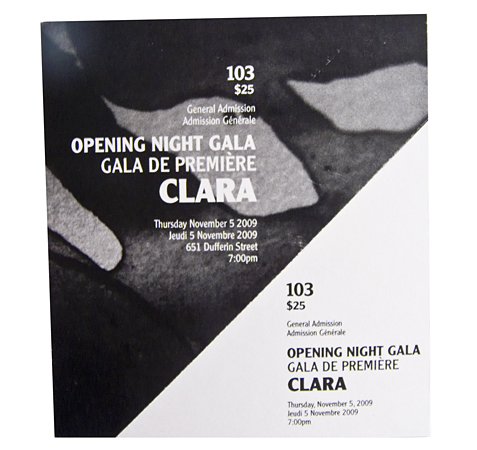 103
$25
General Admission
Admission Générale
OPENING NIGHT GALA
GALA DE PREMIÈRE
CLARA
Thursday November 5 2009
Jeudi 5 Novembre 2009
651 Dufferin Street
7:00pm
103
$25
General Admission
Admission Générale
OPENING NIGHT GALA
GALA DE PREMIÈRE
CLARA
Thursday, November 5, 2009
Jeudi 5 Novembre 2009
7:00pm